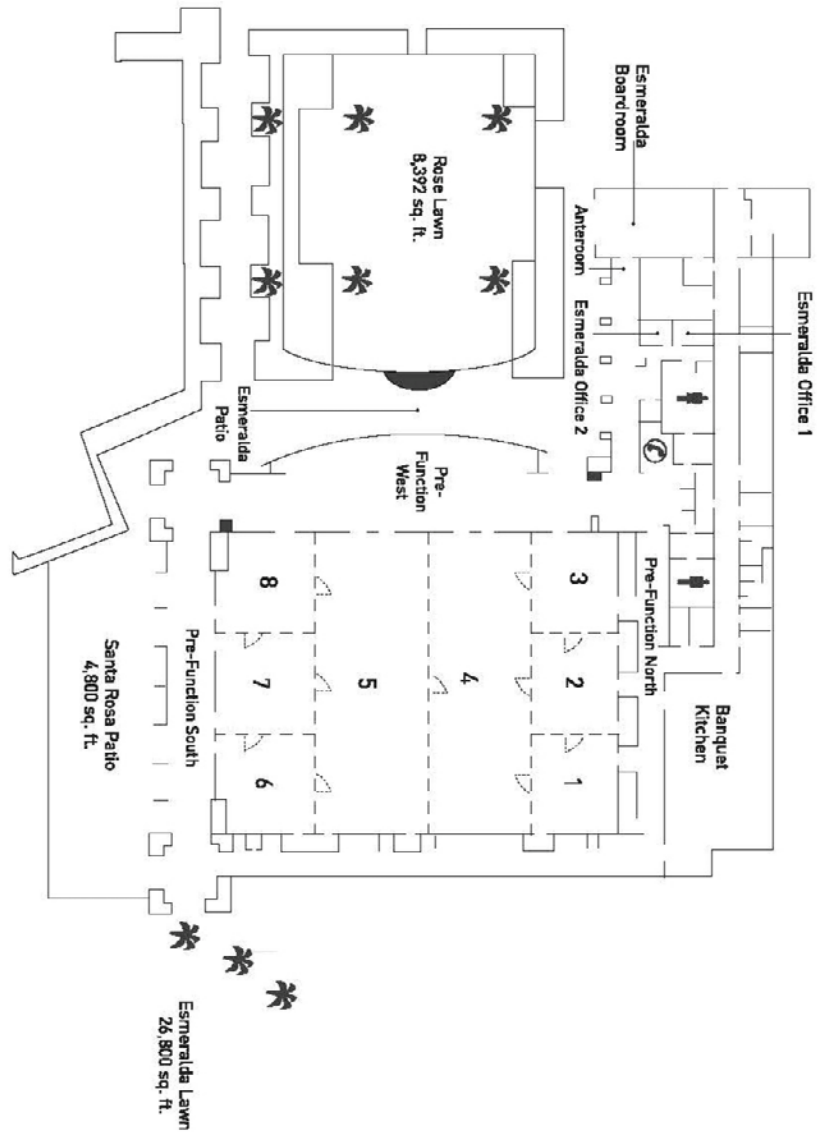 Esmeralda
Boardroom
Anteroom
Esmeralda Office 2
Esmeralda Office 1
Rose Lawn
8,392 sq. ft.
Esmeralda
Patio
Pre-
Function
West
Pre-Function North
Banquet
Kitchen
3
2
1
4
5
8
7
6
Pre-Function South
Santa Rosa Patio
4,800 sq. ft.
Esmeralda Lawn
26,800 sq. ft.